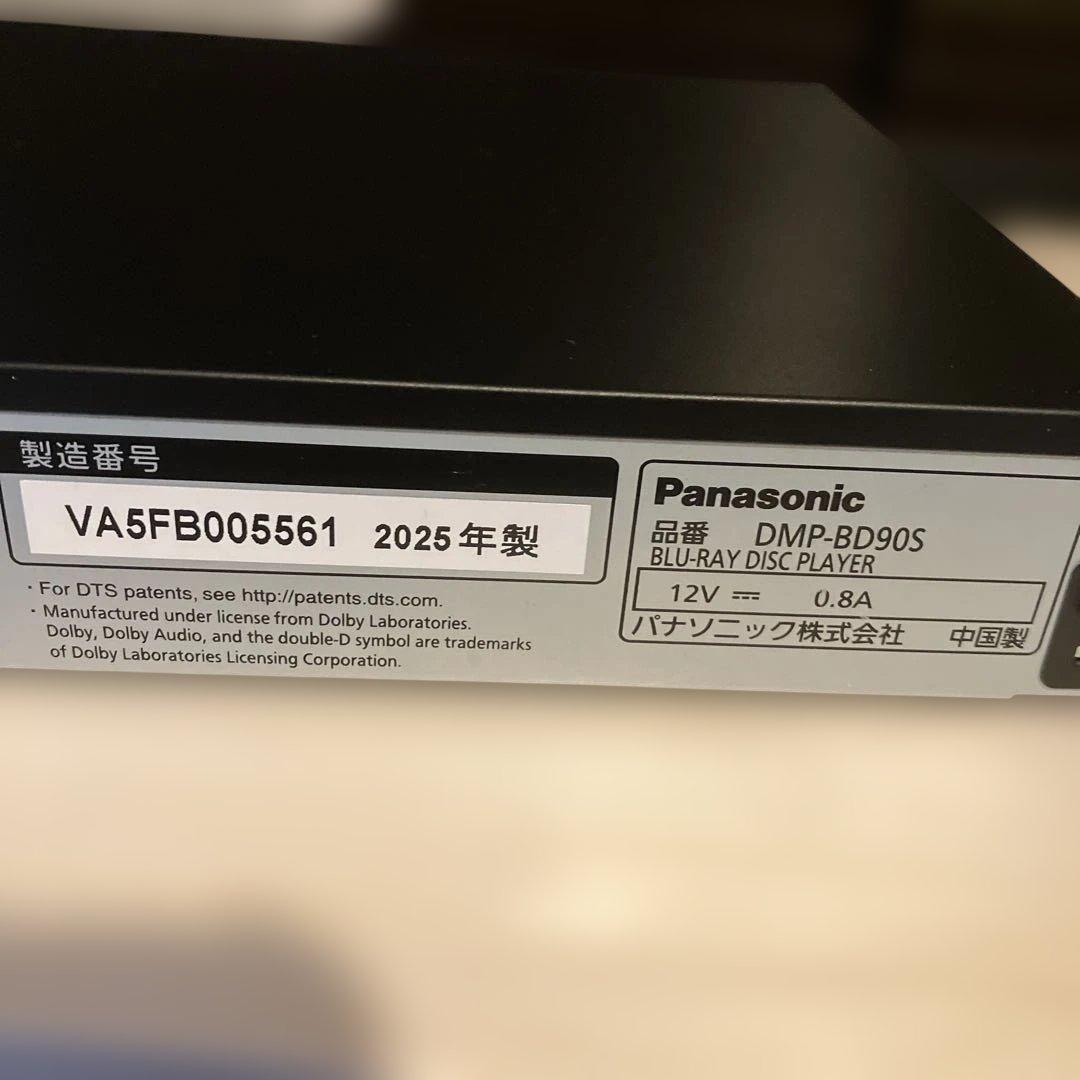 製造番号
VA5FB005561 2025年製
・For DTS patents, see http://patents.dts.com.
・Manufactured under license from Dolby Laboratories.
Dolby, Dolby Audio, and the double-D symbol are trademarks
of Dolby Laboratories Licensing Corporation.
Panasonic
品番 DMP-BD90S
BLU-RAY DISC PLAYER
12V ⎓ 0.8A
パナソニック株式会社 中国製